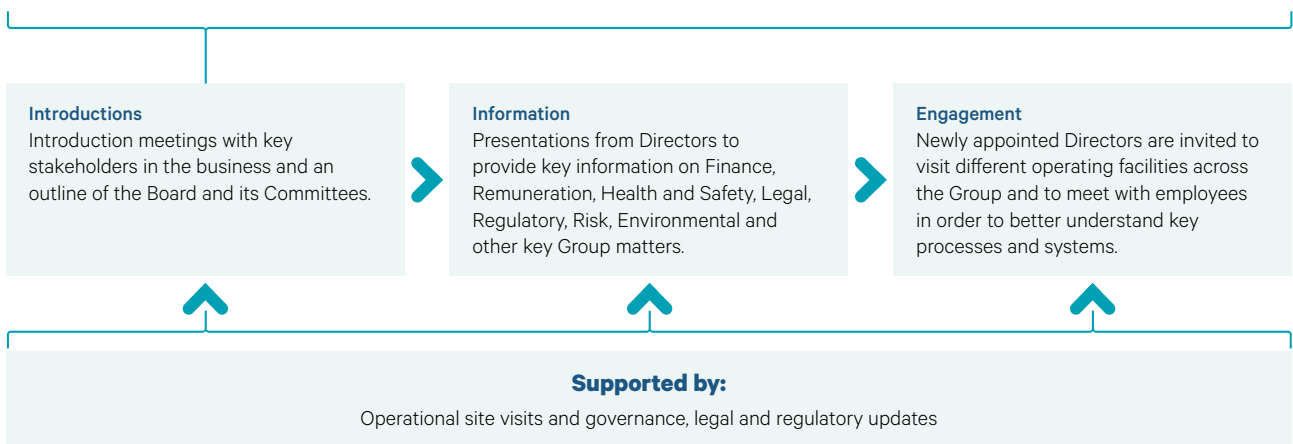 Introductions
Introduction meetings with key
stakeholders in the business and an
outline of the Board and its Committees.
Information
Presentations from Directors to
provide key information on Finance,
Remuneration, Health and Safety, Legal,
Regulatory, Risk, Environmental and
other key Group matters.
Engagement
Newly appointed Directors are invited to
visit different operating facilities across
the Group and to meet with employees
in order to better understand key
processes and systems.
Supported by:
Operational site visits and governance, legal and regulatory updates